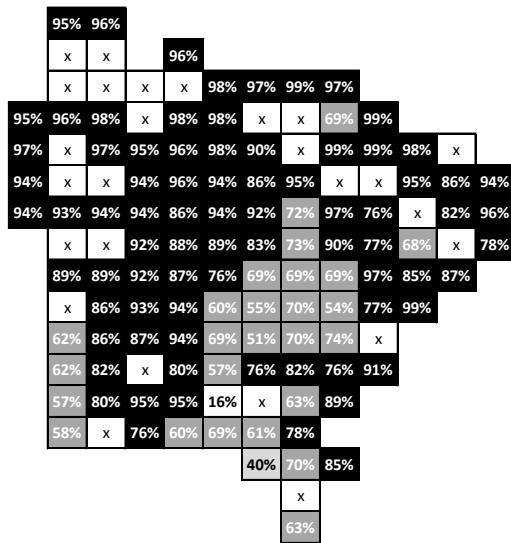 95% 96%
x x 96%
x x x x 98% 97% 99% 97%
95% 96% 98% x 98% 98% x x 69% 99%
97% x 97% 95% 96% 98% 90% x 99% 99% 98% x
94% x x 94% 96% 94% 86% 95% x x 95% 86% 94%
94% 93% 94% 94% 86% 94% 92% 72% 97% 76% x 82% 96%
x x 92% 88% 89% 83% 73% 90% 77% 68% x 78%
89% 89% 92% 87% 76% 69% 69% 69% 97% 85% 87%
x 86% 93% 94% 60% 55% 70% 54% 77% 99%
62% 86% 87% 94% 69% 51% 70% 74% x
62% 82% x 80% 57% 76% 82% 76% 91%
57% 80% 95% 95% 16% x 63% 89%
58% x 76% 60% 69% 61% 78%
40% 70% 85%
x
63%